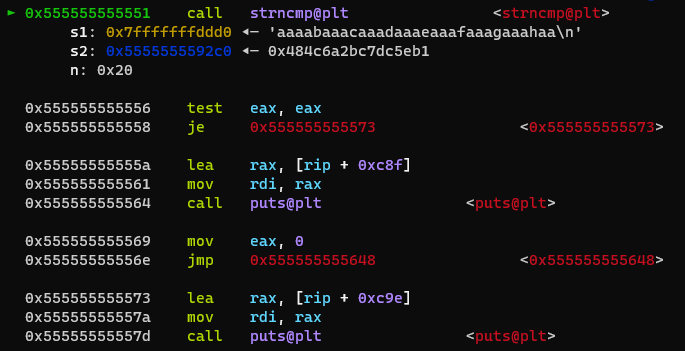 ► 0x555555555551 call strncmp@plt <strncmp@plt>
s1: 0x7fffffffddd0 ◂— 'aaaabaaacaaadaaaeaaafaaagaaahaa\n'
s2: 0x5555555592c0 ◂— 0x484c6a2bc7dc5eb1
n: 0x20
0x555555555556 test eax, eax
0x555555555558 je 0x555555555573 <0x555555555573>
0x55555555555a lea rax, [rip + 0xc8f]
0x555555555561 mov rdi, rax
0x555555555564 call puts@plt <puts@plt>
0x555555555569 mov eax, 0
0x55555555556e jmp 0x555555555648 <0x555555555648>
0x555555555573 lea rax, [rip + 0xc9e]
0x55555555557a mov rdi, rax
0x55555555557d call puts@plt <puts@plt>